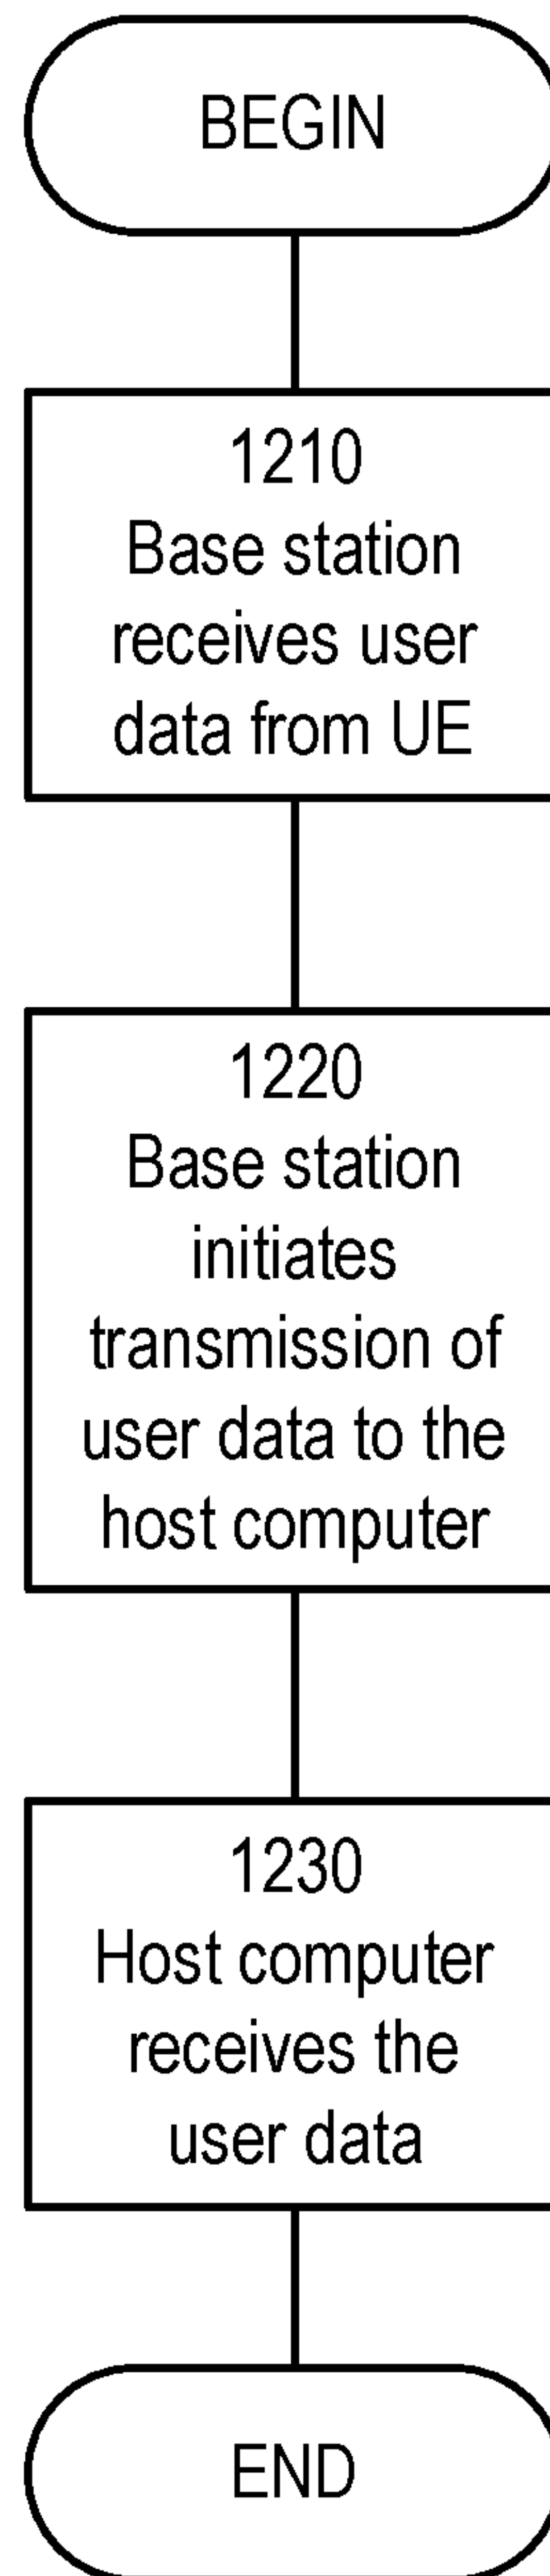 BEGIN
1210
Base station
receives user
data from UE
1220
Base station
initiates
transmission of
user data to the
host computer
1230
Host computer
receives the
user data
END